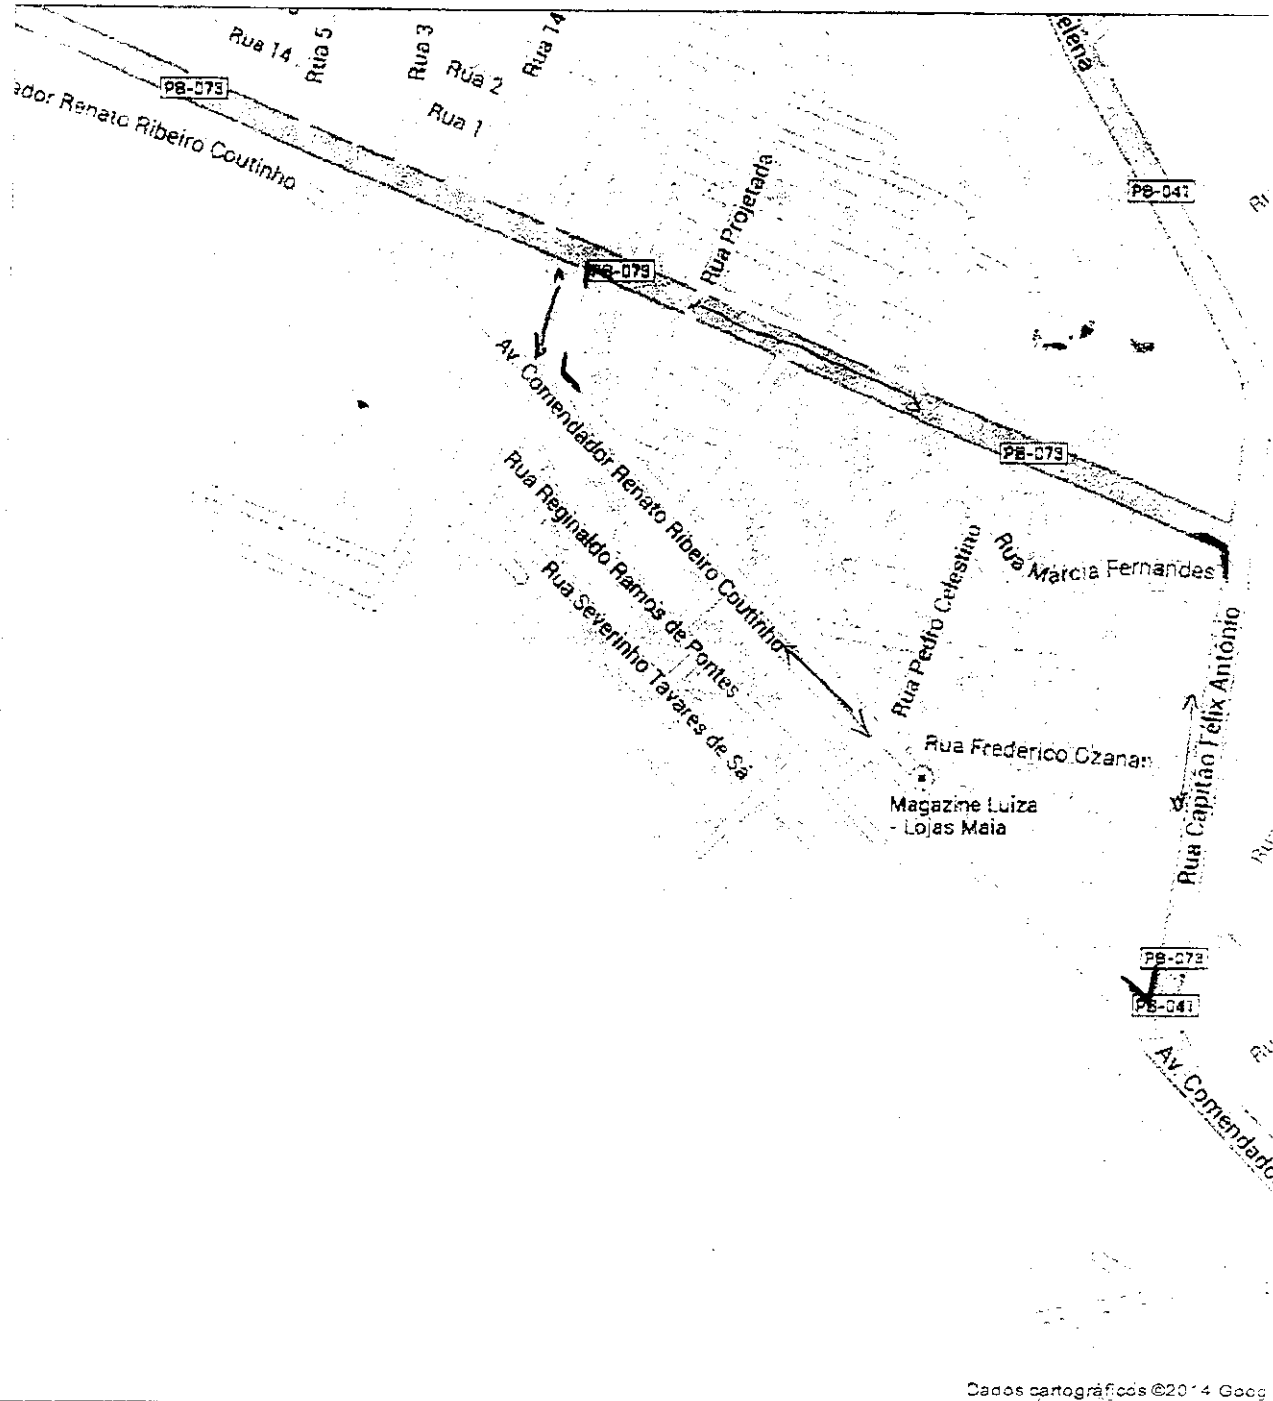 Rua 14
Rua 5
Rua 3
Rua 2
Rua 14
Rua 1
elena
PB-073
ador Renato Ribeiro Coutinho
PB-041
Rua Projetada
PB-073
Av. Comendador Renato Ribeiro Coutinho
PB-073
Rua Reginaldo Ramos de Pontes
Rua Severinho Tavares de Sá
Rua Pedro Celestino
Rua Marcia Fernandes
Rua Capitão Félix Antônio
Rua Frederico Ozanan
Magazine Luiza
- Lojas Maia
PB-073
PB-041
Av. Comendado
Dados cartográficos ©2014 Goog